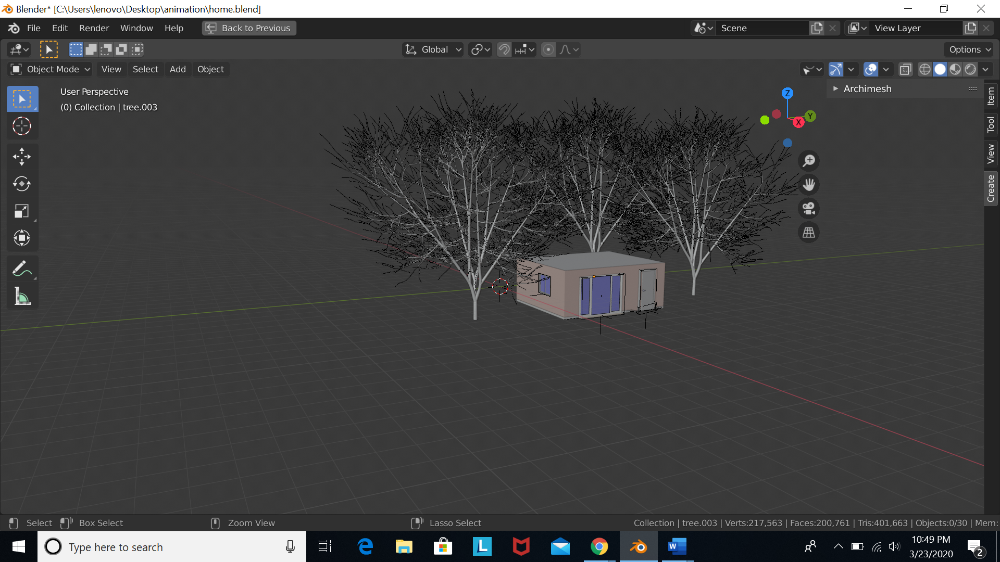 Blender* [C:\Users\lenovo\Desktop\animation\home.blend]
File Edit Render Window Help Back to Previous Scene View Layer
Global Options
Object Mode View Select Add Object
User Perspective
(0) Collection | tree.003
Archimesh
Item
Tool
View
Create
Z
Y
X
Select Box Select Zoom View Lasso Select Collection | tree.003 | Verts:217,563 | Faces:200,761 | Tris:401,663 | Objects:0/30 | Mem:
Type here to search
L
W
10:49 PM
3/23/2020
2